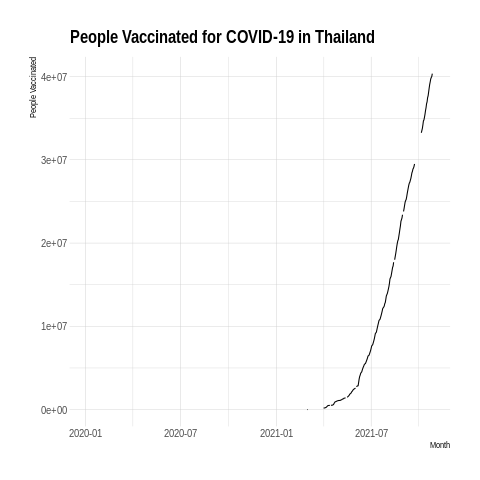 People Vaccinated for COVID-19 in Thailand
People Vaccinated
4e+07
3e+07
2e+07
1e+07
0e+00
2020-01 2020-07 2021-01 2021-07
Month